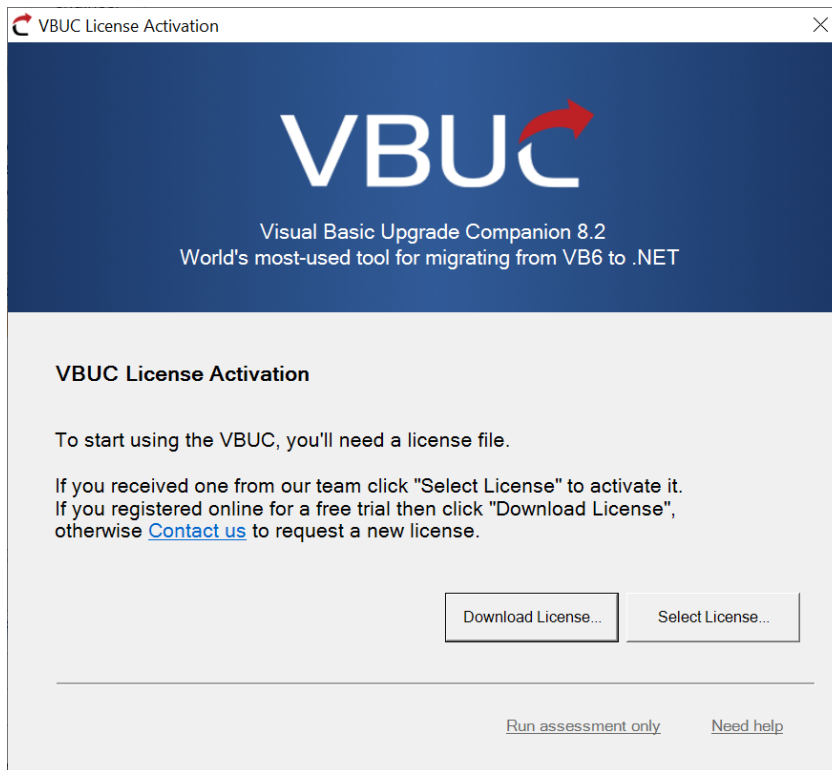 VBUC License Activation
VBUC
Visual Basic Upgrade Companion 8.2
World's most-used tool for migrating from VB6 to .NET
VBUC License Activation
To start using the VBUC, you'll need a license file.
If you received one from our team click "Select License" to activate it.
If you registered online for a free trial then click "Download License",
otherwise Contact us to request a new license.
Download License... Select License...
Run assessment only Need help